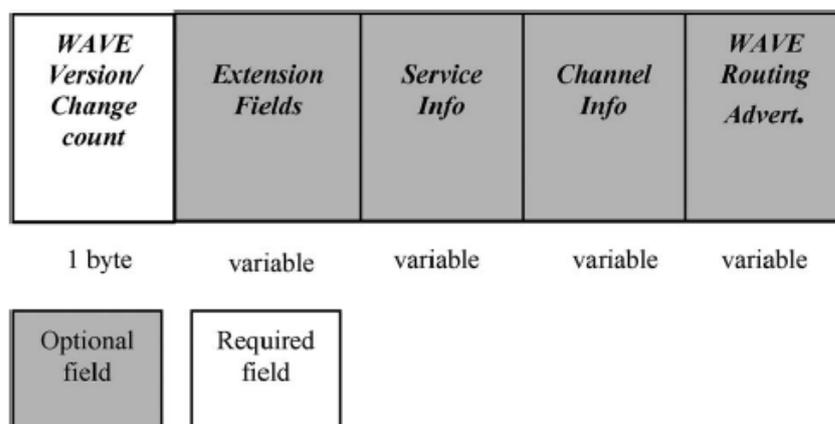 WAVE
Version/
Change
count
Extension
Fields
Service
Info
Channel
Info
WAVE
Routing
Advert.
1 byte
variable
variable
variable
variable
Optional
field
Required
field